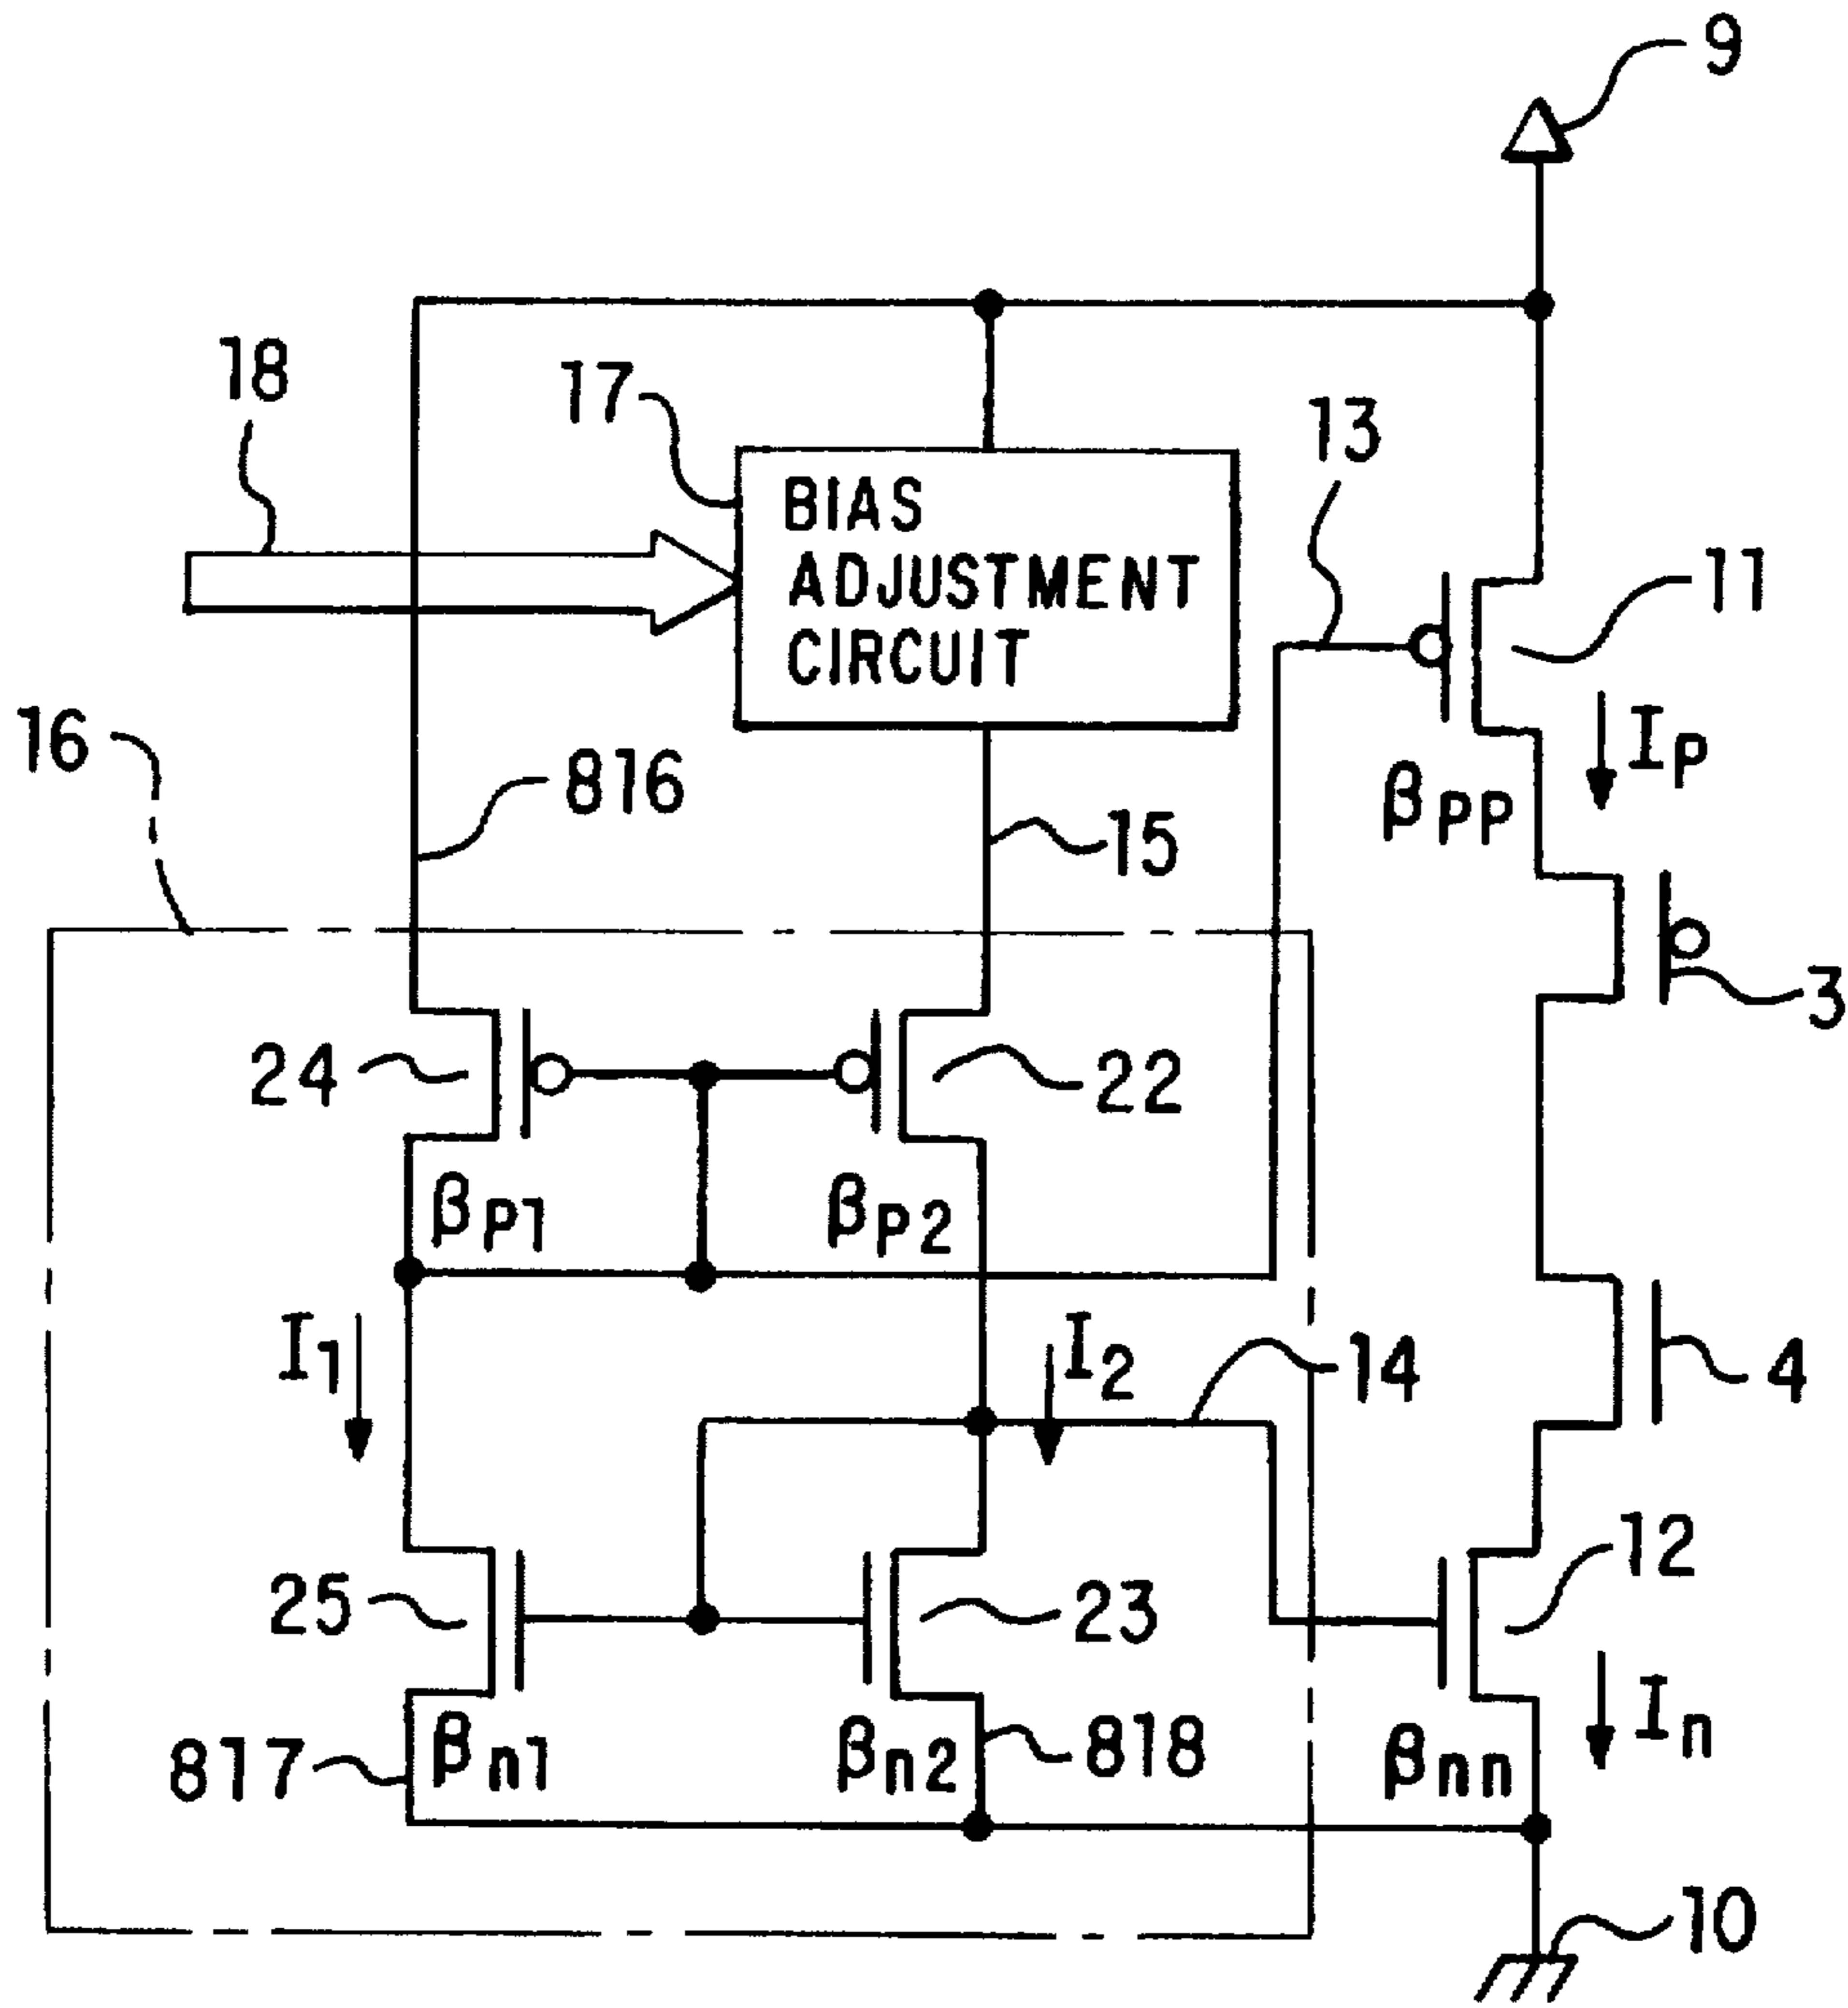 9
18
17
13
BIAS
ADJUSTMENT
CIRCUIT
11
16
816
15
βPP
IP
3
24
22
βP1
βP2
I1
I2
14
4
25
23
12
817
βn1
βn2
818
βnn
In
10